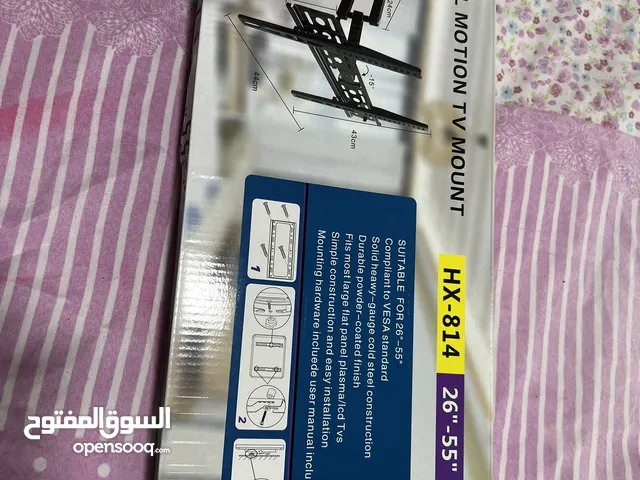 L MOTION TV MOUNT
HX-814
26"-55"
24cm
~15°
44cm
43cm
SUITABLE FOR 26"-55"
Compliant to VESA standard
Solid heavy-gauge cold steel construction
Durable powder-coated finish
Fits most large flat panel plasma/lcd Tvs
Simple construction and easy installation
Mounting hardware incluede user manual inclu
1
2
السوق المفتوح
opensooq.com